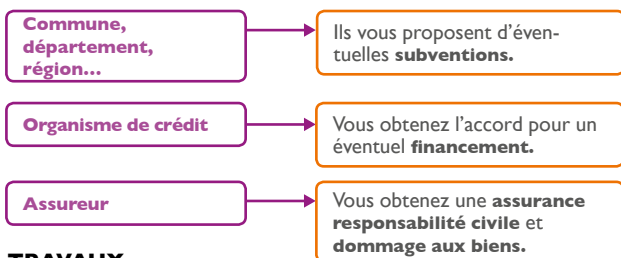 Commune,
département,
région...
Ils vous proposent d’éven-
tuelles subventions.
Organisme de crédit
Vous obtenez l’accord pour un
éventuel financement.
Assureur
Vous obtenez une assurance
responsabilité civile et
dommage aux biens.
TRAVAUX